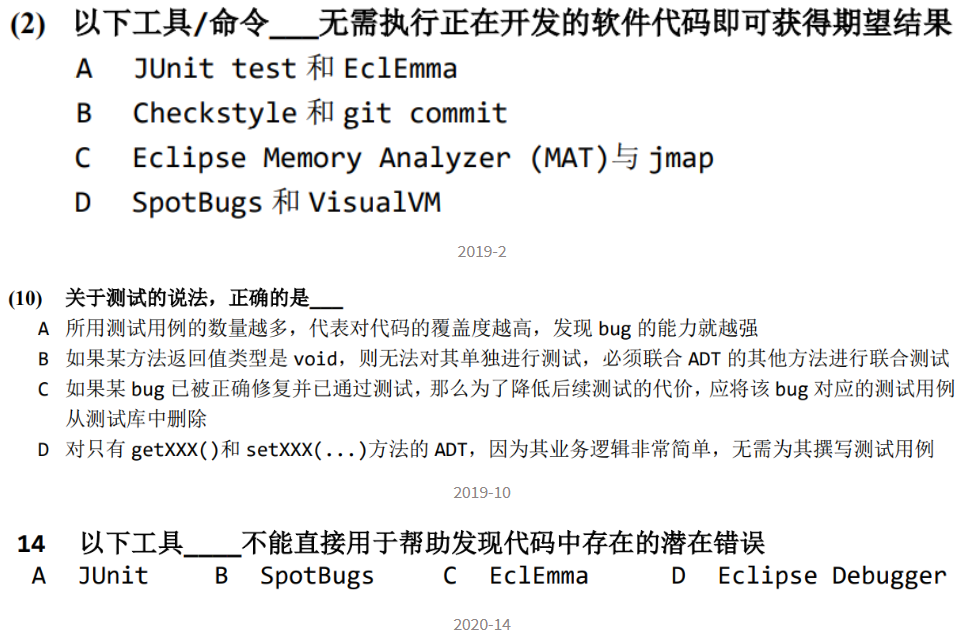 (2) 以下工具/命令___无需执行正在开发的软件代码即可获得期望结果
A JUnit test 和 EclEmma
B Checkstyle 和 git commit
C Eclipse Memory Analyzer (MAT)与 jmap
D SpotBugs 和 VisualVM
2019-2
(10) 关于测试的说法，正确的是___
A 所用测试用例的数量越多，代表对代码的覆盖度越高，发现 bug 的能力就越强
B 如果某方法返回值类型是 void，则无法对其单独进行测试，必须联合 ADT 的其他方法进行联合测试
C 如果某 bug 已被正确修复并已通过测试，那么为了降低后续测试的代价，应将该 bug 对应的测试用例
从测试库中删除
D 对只有 getXXX()和 setXXX(...)方法的 ADT，因为其业务逻辑非常简单，无需为其撰写测试用例
2019-10
14 以下工具____不能直接用于帮助发现代码中存在的潜在错误
A JUnit B SpotBugs C EclEmma D Eclipse Debugger
2020-14